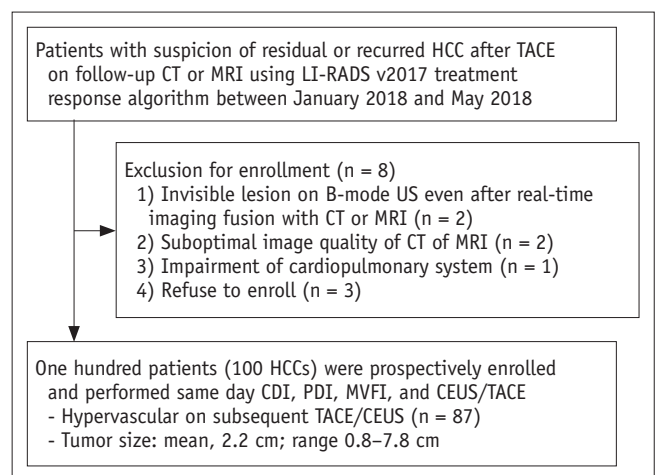 Patients with suspicion of residual or recurred HCC after TACE
on follow-up CT or MRI using LI-RADS v2017 treatment
response algorithm between January 2018 and May 2018
Exclusion for enrollment (n = 8)
1) Invisible lesion on B-mode US even after real-time
imaging fusion with CT or MRI (n = 2)
2) Suboptimal image quality of CT of MRI (n = 2)
3) Impairment of cardiopulmonary system (n = 1)
4) Refuse to enroll (n = 3)
One hundred patients (100 HCCs) were prospectively enrolled
and performed same day CDI, PDI, MVFI, and CEUS/TACE
- Hypervascular on subsequent TACE/CEUS (n = 87)
- Tumor size: mean, 2.2 cm; range 0.8–7.8 cm